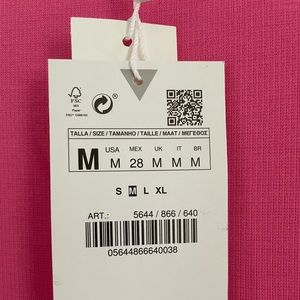 FSC
MIX
Paper
TALLA / SIZE / TAMANHO / TAILLE / MAAT / ΜΕΓΕΘΟΣ
M USA MEX UK IT BR
M 28 M M M
S M L XL
ART.: 5644 / 866 / 640
05644866640038